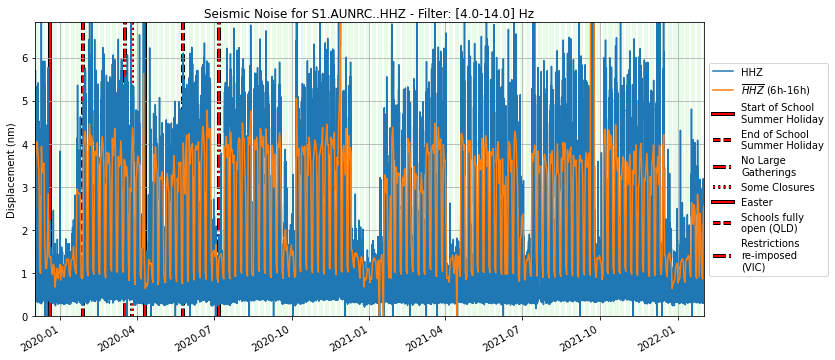 Seismic Noise for S1.AUNRC..HHZ - Filter: [4.0-14.0] Hz
Displacement (nm)
6
5
4
3
2
1
0
2020-01
2020-04
2020-07
2020-10
2021-01
2021-04
2021-07
2021-10
2022-01
HHZ
HHZ (6h-16h)
Start of School
Summer Holiday
End of School
Summer Holiday
No Large
Gatherings
Some Closures
Easter
Schools fully
open (QLD)
Restrictions
re-imposed
(VIC)